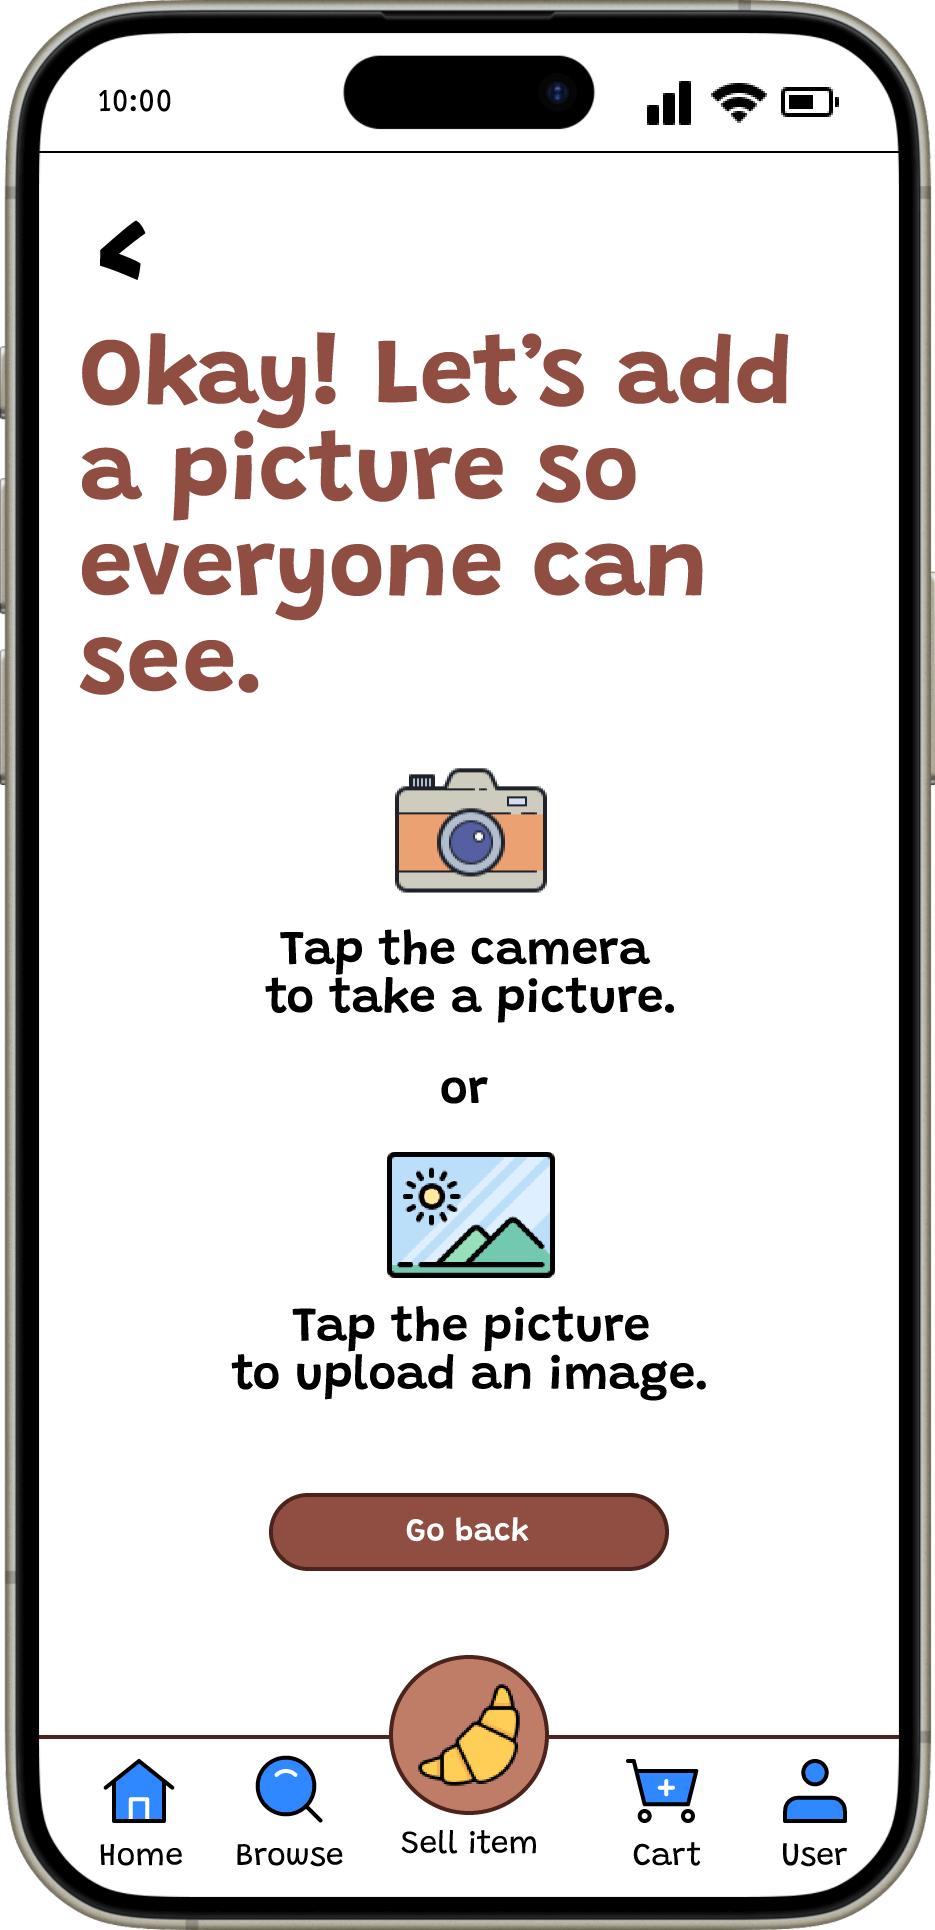 10:00
Okay! Let’s add
a picture so
everyone can
see.
Tap the camera
to take a picture.
or
Tap the picture
to upload an image.
Go back
Home
Browse
Sell item
Cart
User